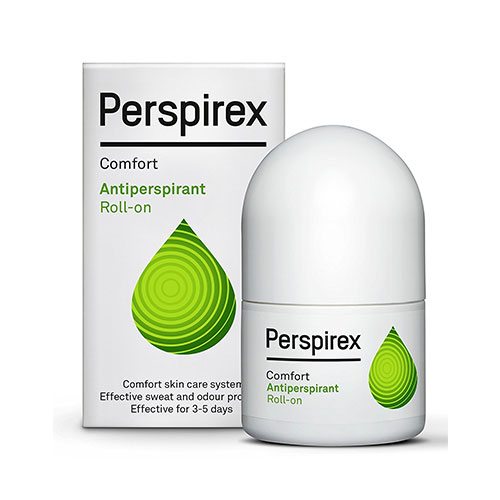 Perspirex
Comfort
Antiperspirant
Roll-on
Comfort skin care system
Effective sweat and odour
Effective for 3-5 days
Perspirex
Comfort
Antiperspirant
Roll-on